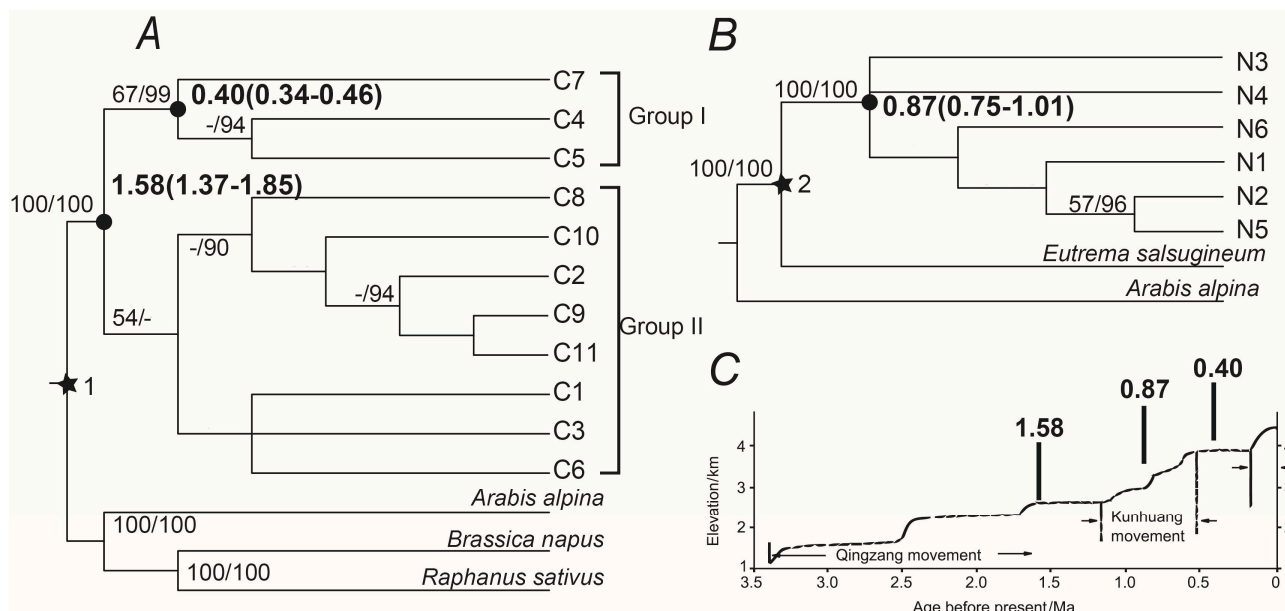 A
67/99
0.40(0.34-0.46)
C7
-/94
C4
C5
Group I
100/100
1.58(1.37-1.85)
C8
-/90
C10
C2
-/94
C9
C11
Group II
54/-
C1
C3
C6
1
Arabis alpina
100/100
Brassica napus
100/100
Raphanus sativus
B
N3
100/100
N4
0.87(0.75-1.01)
N6
100/100
2
N1
57/96
N2
N5
Eutrema salsugineum
Arabis alpina
C
0.40
0.87
1.58
Elevation/km
4
3
2
1
Kunhuang
movement
Qingzang movement
3.5 3.0 2.5 2.0 1.5 1.0 0.5 0
Age before present/Ma